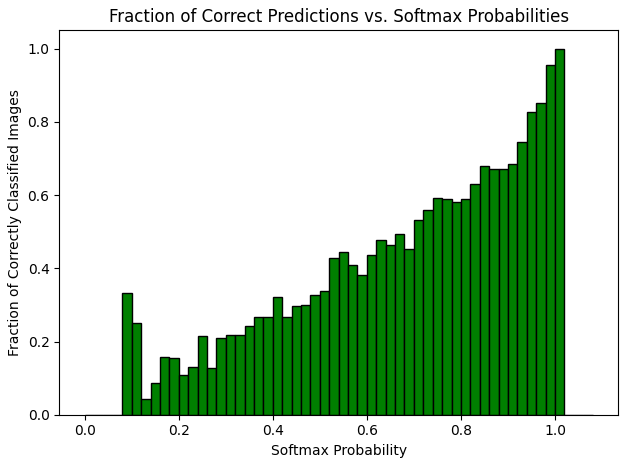 Fraction of Correct Predictions vs. Softmax Probabilities
Fraction of Correctly Classified Images
1.0
0.8
0.6
0.4
0.2
0.0
0.0 0.2 0.4 0.6 0.8 1.0
Softmax Probability